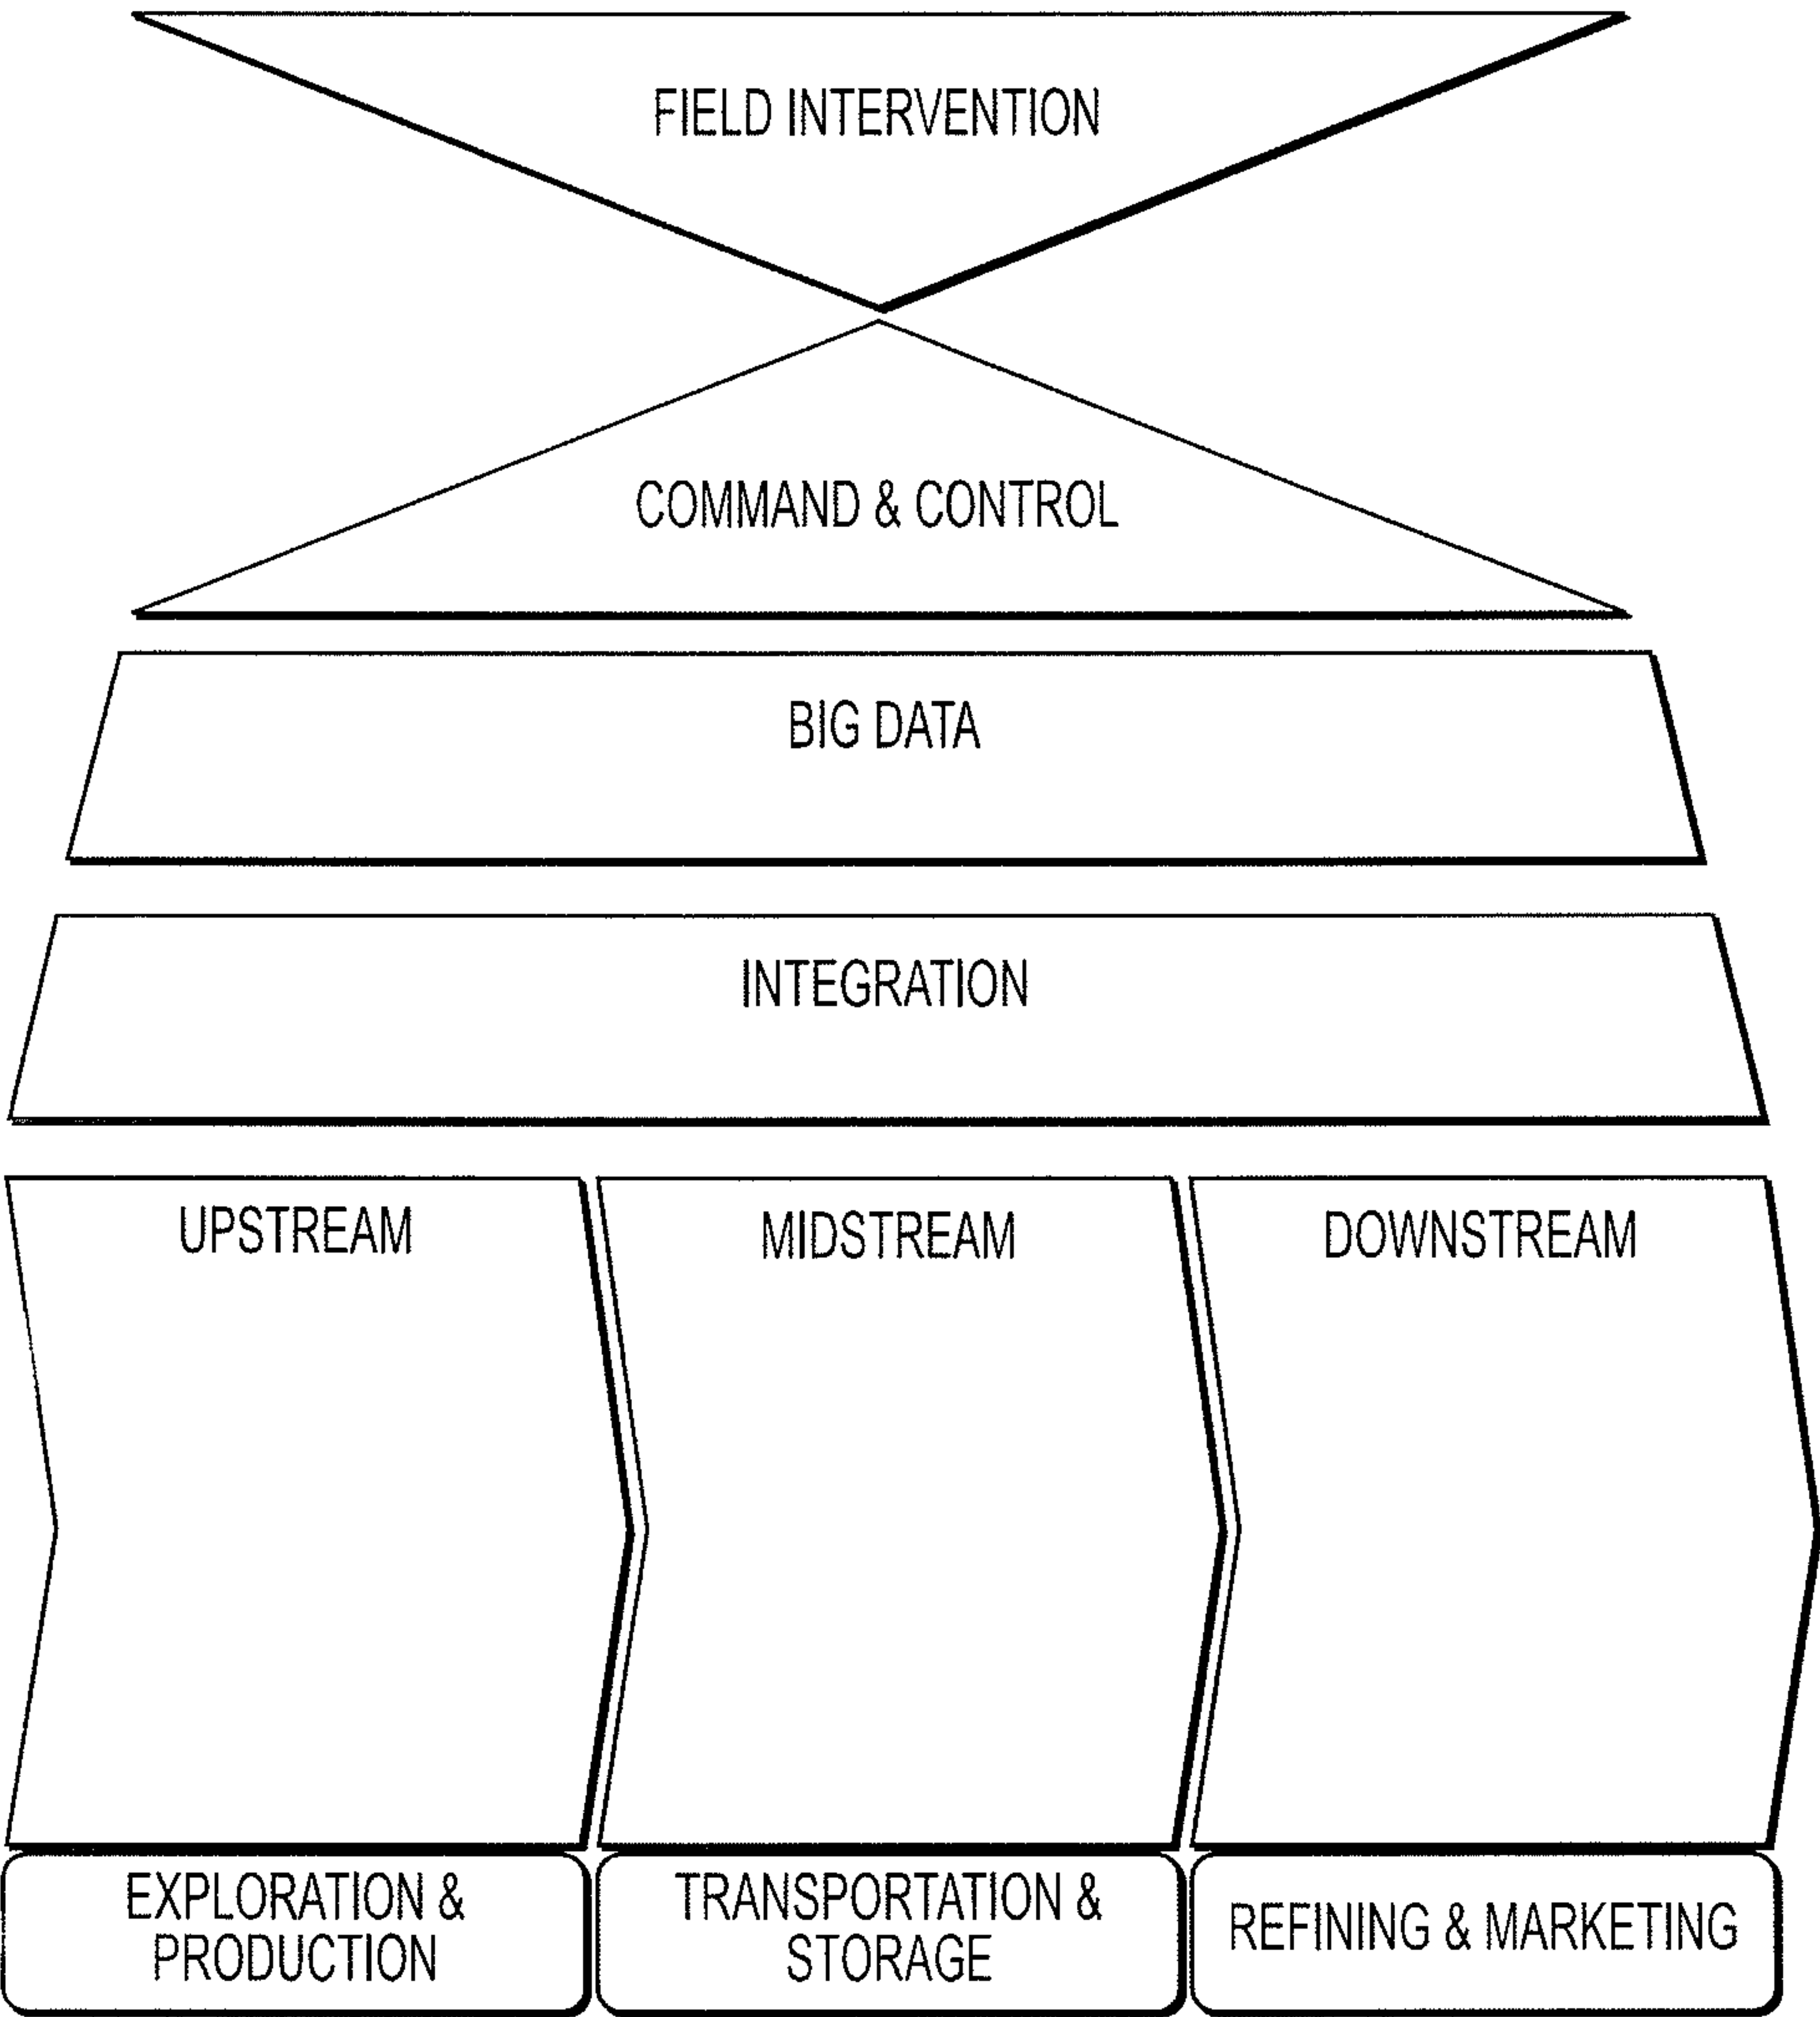 FIELD INTERVENTION
COMMAND & CONTROL
BIG DATA
INTEGRATION
UPSTREAM
MIDSTREAM
DOWNSTREAM
EXPLORATION &
PRODUCTION
TRANSPORTATION &
STORAGE
REFINING & MARKETING